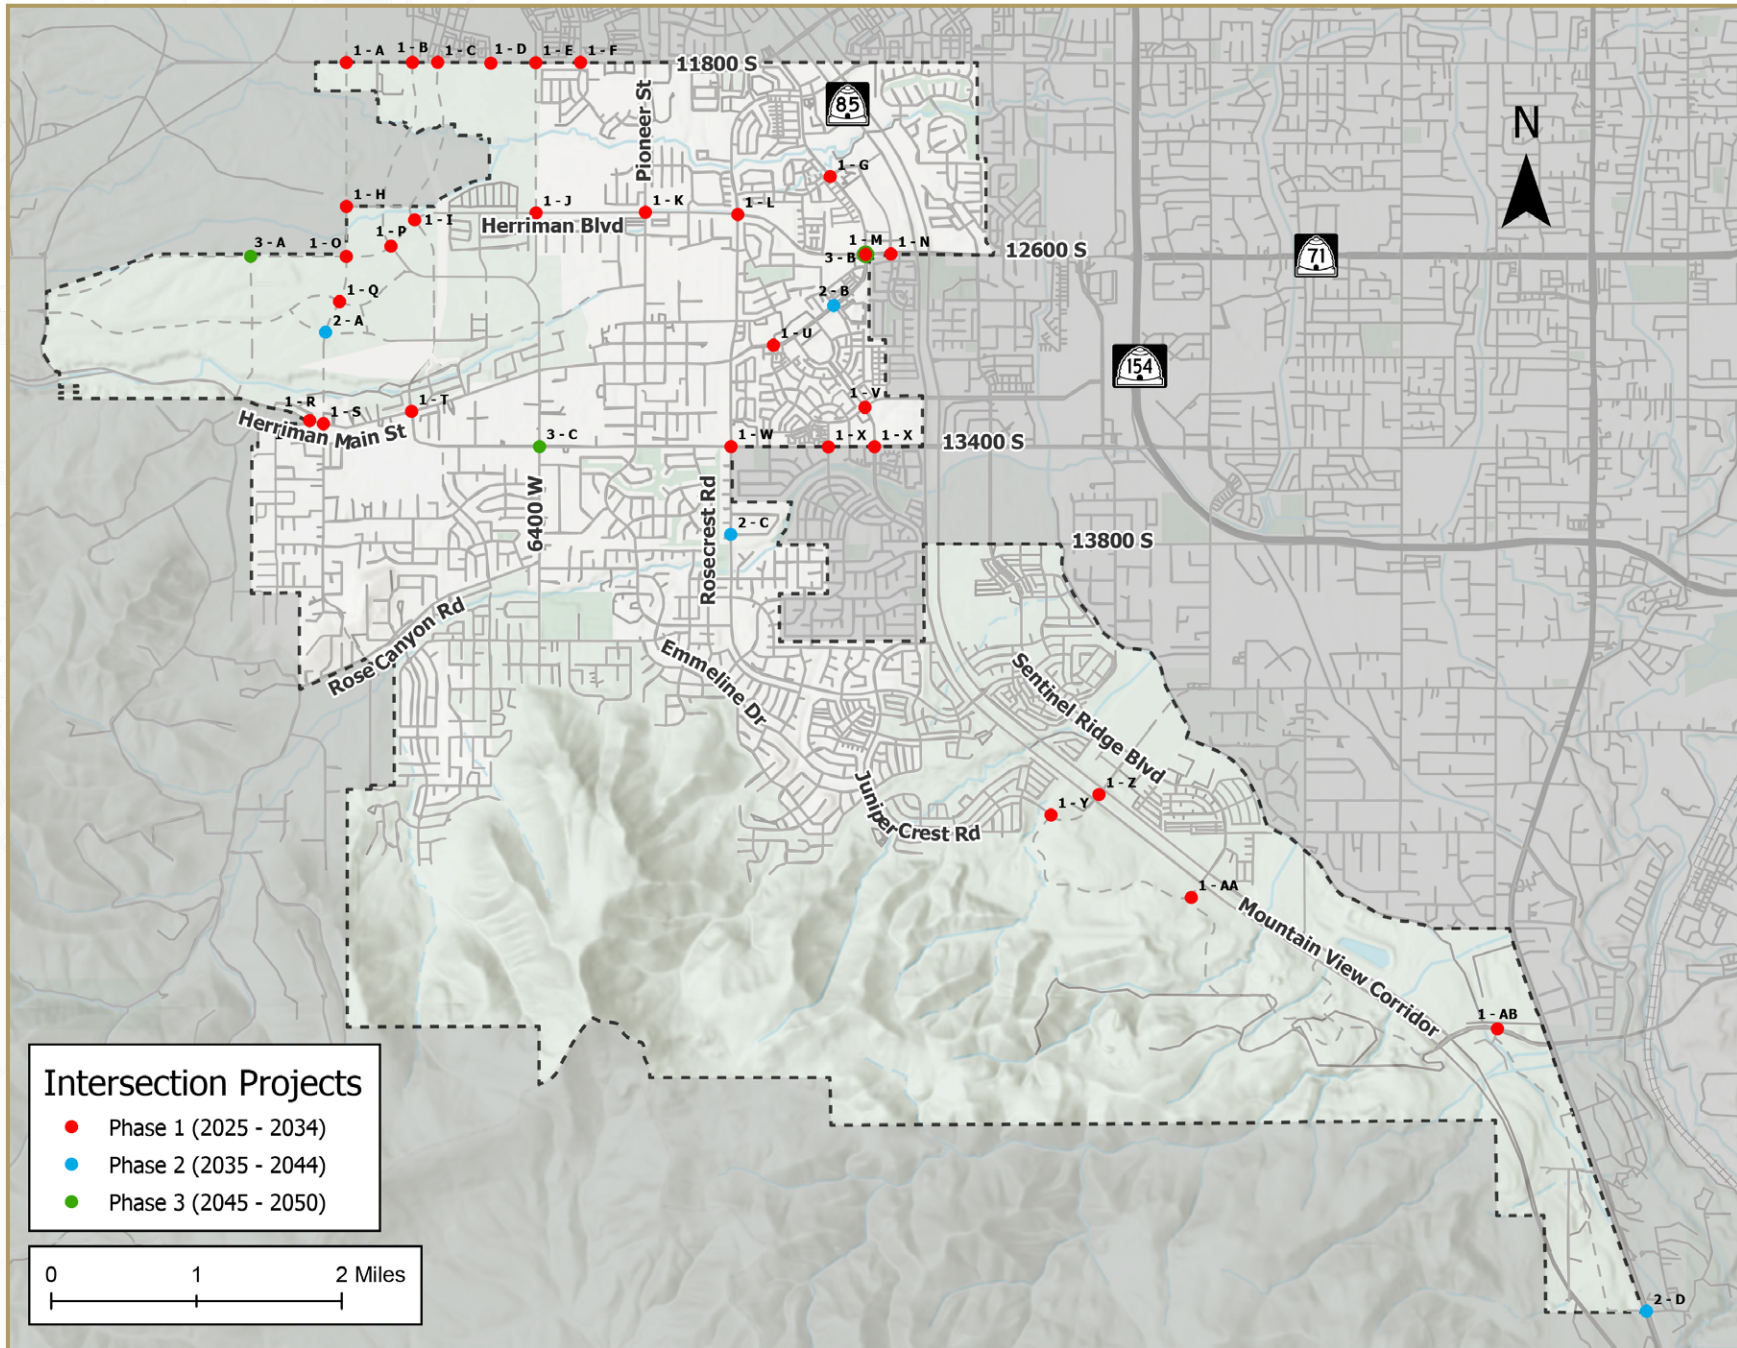 1 - A
1 - B
1 - C
1 - D
1 - E
1 - F
11800 S
85
Pioneer St
1 - G
1 - H
1 - I
1 - J
1 - K
1 - L
Herriman Blvd
3 - A
1 - O
1 - P
1 - M
1 - N
3 - B
12600 S
71
N
1 - Q
2 - A
2 - B
1 - U
154
1 - R
1 - S
1 - T
1 - V
Herriman Main St
3 - C
1 - W
1 - X
1 - X
13400 S
6400 W
Rosecrest Rd
2 - C
13800 S
Rose Canyon Rd
Emmeline Dr
Sentinel Ridge Blvd
Juniper Crest Rd
1 - Y
1 - Z
1 - AA
Mountain View Corridor
1 - AB
2 - D
Intersection Projects
Phase 1 (2025 - 2034)
Phase 2 (2035 - 2044)
Phase 3 (2045 - 2050)
0 1 2 Miles